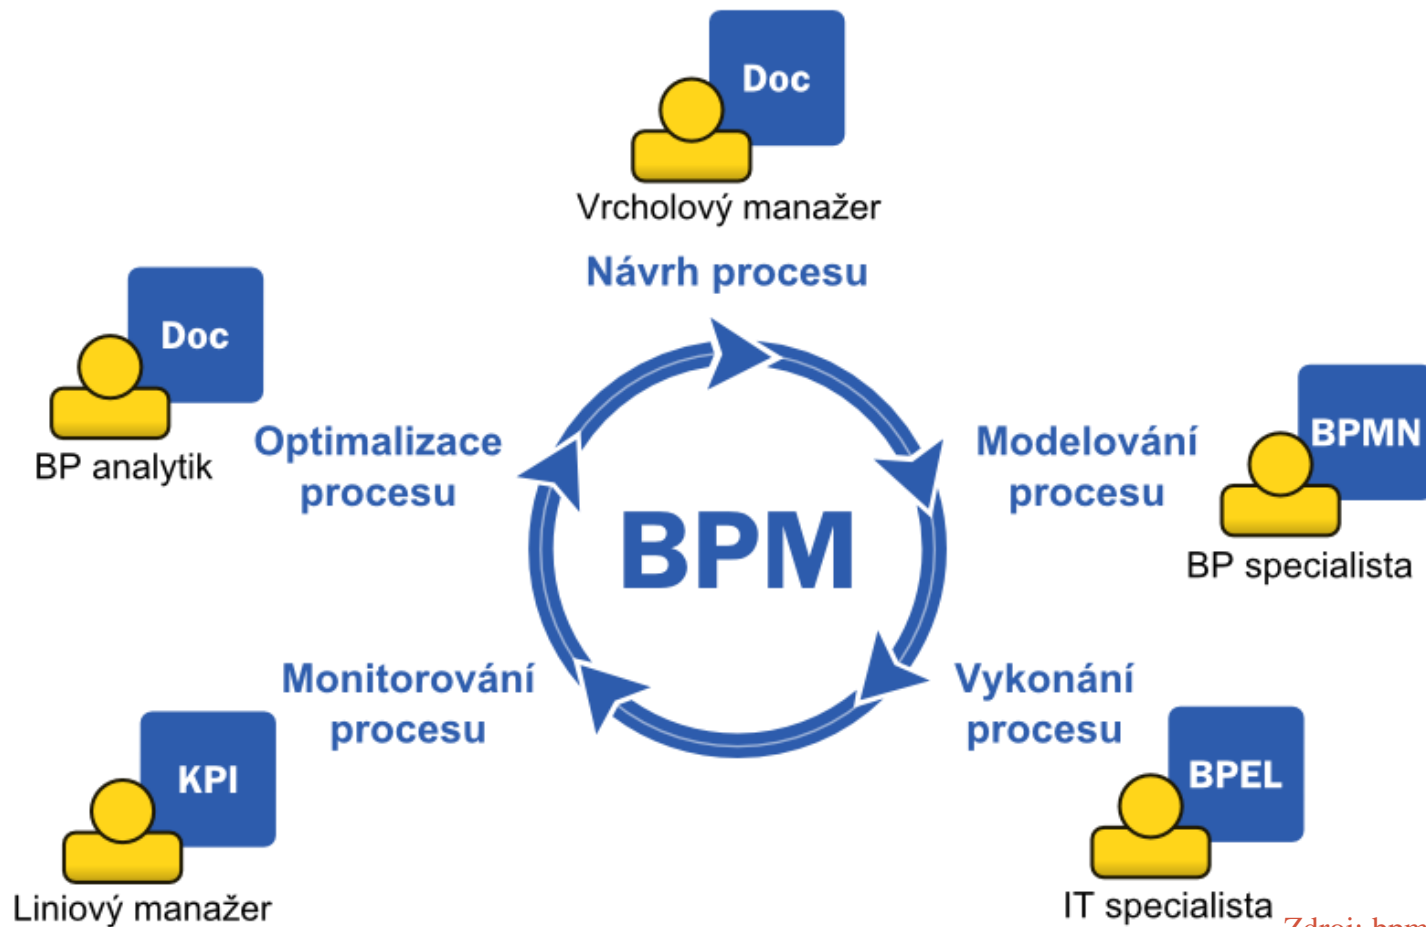 Doc
Vrcholový manažer
Návrh procesu
Doc
BP analytik
Optimalizace
procesu
BPM
Modelování
procesu
BPMN
BP specialista
Monitorování
procesu
KPI
Liniový manažer
Vykonání
procesu
BPEL
IT specialista
Zdroj: